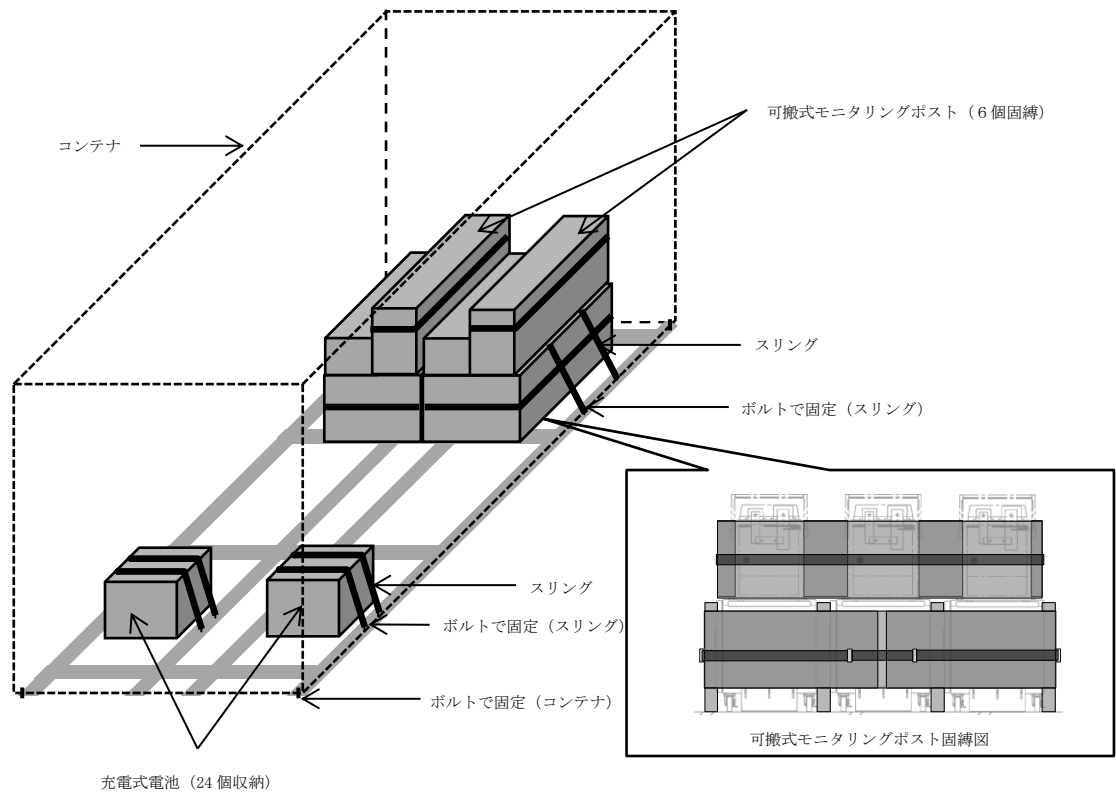 可搬式モニタリングポスト（６個固縛）
コンテナ
スリング
ボルトで固定（スリング）
スリング
ボルトで固定（スリング）
ボルトで固定（コンテナ）
可搬式モニタリングポスト固縛図
充電式電池（24 個収納）